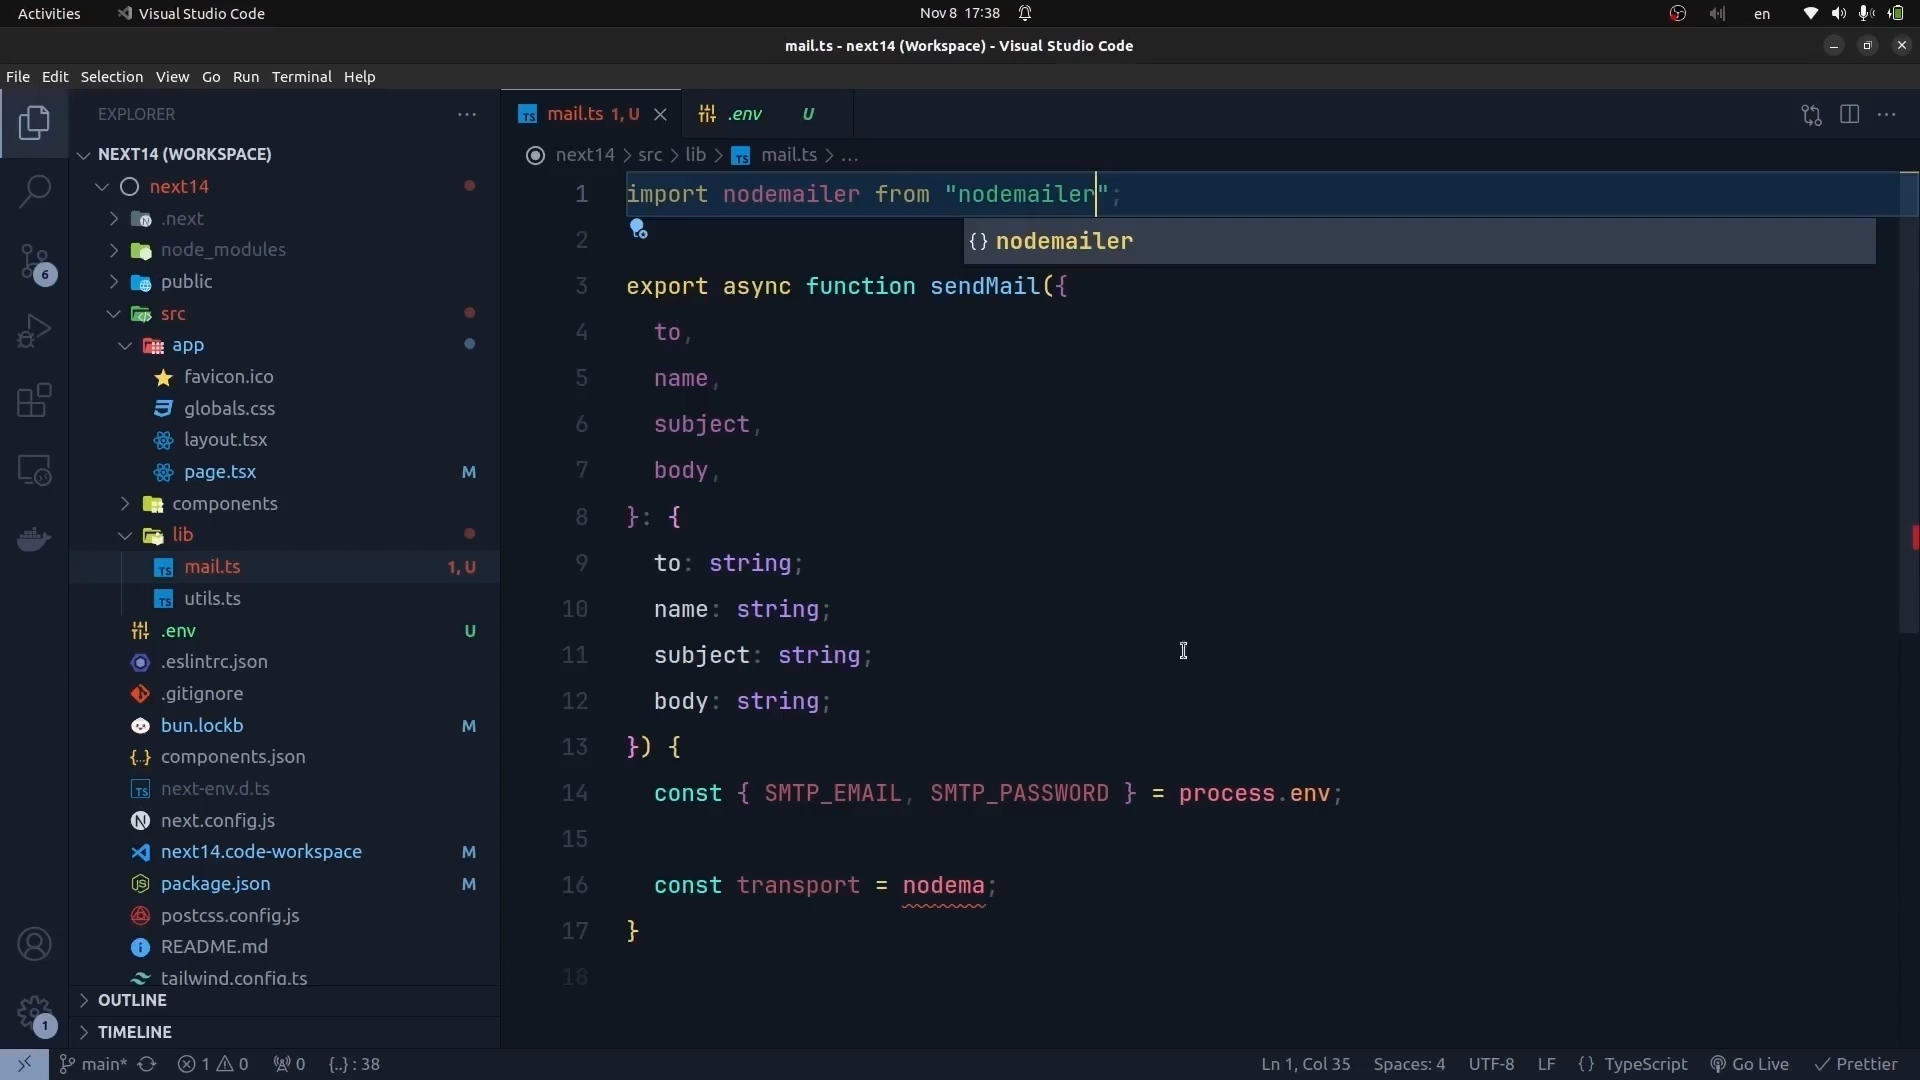 Activities Visual Studio Code Nov 8 17:38 en
mail.ts - next14 (Workspace) - Visual Studio Code
File Edit Selection View Go Run Terminal Help
EXPLORER
NEXT14 (WORKSPACE)
next14
.next
node_modules
public
src
app
favicon.ico
globals.css
layout.tsx
page.tsx M
components
lib
mail.ts 1, U
utils.ts
.env U
.eslintrc.json
.gitignore
bun.lockb M
components.json
next-env.d.ts
next.config.js
next14.code-workspace M
package.json M
postcss.config.js
README.md
tailwind.config.ts
OUTLINE
TIMELINE
6
1
mail.ts 1, U .env U
next14 > src > lib > TS mail.ts > ...
1 import nodemailer from "nodemailer";
2
{} nodemailer
3 export async function sendMail({
4 to,
5 name,
6 subject,
7 body,
8 }: {
9 to: string;
10 name: string;
11 subject: string;
12 body: string;
13 }) {
14 const { SMTP_EMAIL, SMTP_PASSWORD } = process.env;
15
16 const transport = nodema;
17 }
18
main* 1 0 0 {..} : 38 Ln 1, Col 35 Spaces: 4 UTF-8 LF {} TypeScript Go Live Prettier